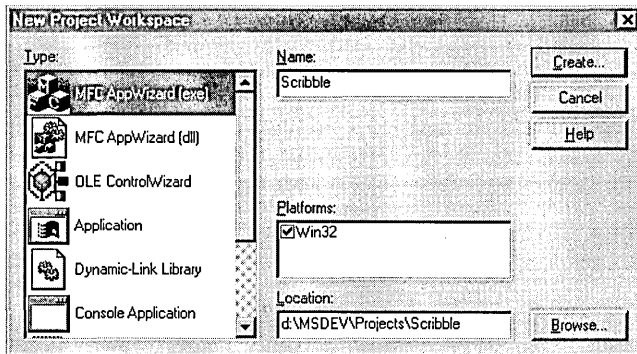 New Project Workspace
Type:
MFC AppWizard (exe)
MFC AppWizard (dll)
OLE ControlWizard
Application
Dynamic-Link Library
Console Application
Name:
Scribble
Platforms:
Win32
Location:
d:\MSDEV\Projects\Scribble
Create...
Cancel
Help
Browse...